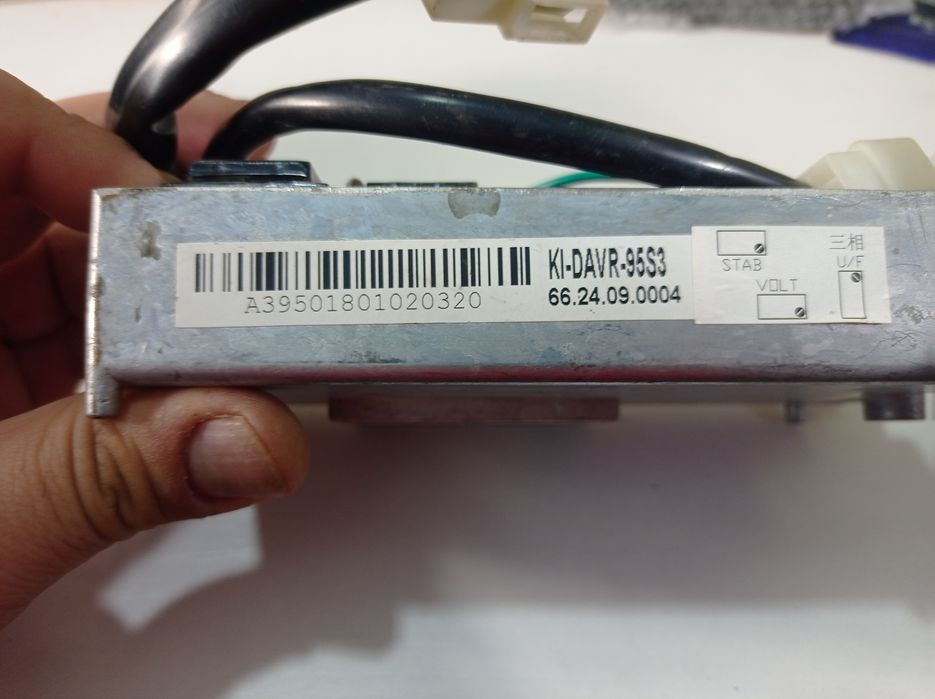 A39501801020320
KI-DAVR-95S3
66.24.09.0004
STAB
VOLT
三相
U/F